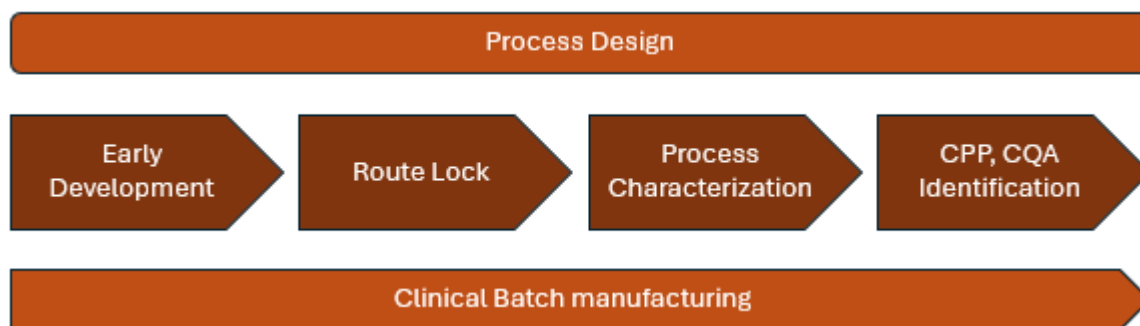 Process Design
Early
Development
Route Lock
Process
Characterization
CPP, CQA
Identification
Clinical Batch manufacturing